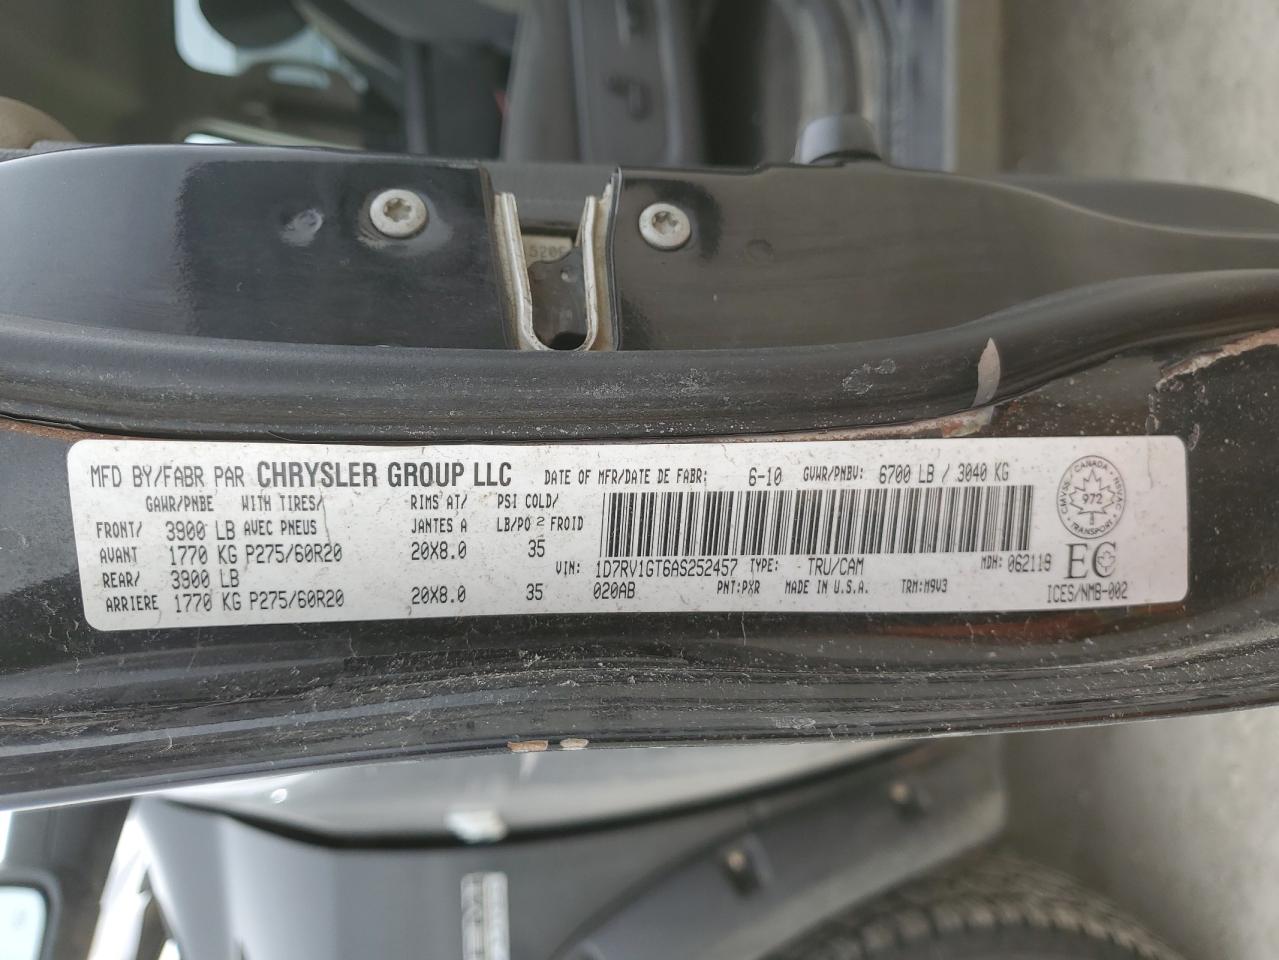 520
MFD BY/FABR PAR CHRYSLER GROUP LLC DATE OF MFR/DATE DE FABR: 6-10 GVWR/PNBV: 6700 LB / 3040 KG
GAWR/PNBE WITH TIRES/ RIMS AT/ PSI COLD/
FRONT/ 3900 LB AVEC PNEUS JANTES A LB/PO 2 FROID
AVANT 1770 KG P275/60R20 20X8.0 35
VIN: 1D7RV1GT6AS252457 TYPE: TRU/CAM MDH: 062119
REAR/ 3900 LB
ARRIERE 1770 KG P275/60R20 20X8.0 35 020AB PNT:PXR MADE IN U.S.A. TRM:M9V3
CANADA
CMVSS NSVAC
972
TRANSPORT
EC
ICES/NMB-002